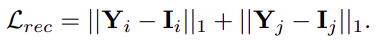 ℒ_rec = ||Y_i − I_i||_1 + ||Y_j − I_j||_1.